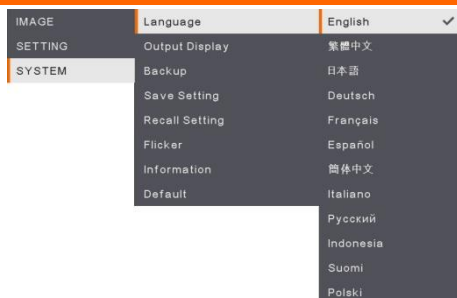 IMAGE
SETTING
SYSTEM
Language
Output Display
Backup
Save Setting
Recall Setting
Flicker
Information
Default
English
繁體中文
日本語
Deutsch
Français
Español
簡体中文
Italiano
Русский
Indonesia
Suomi
Polski